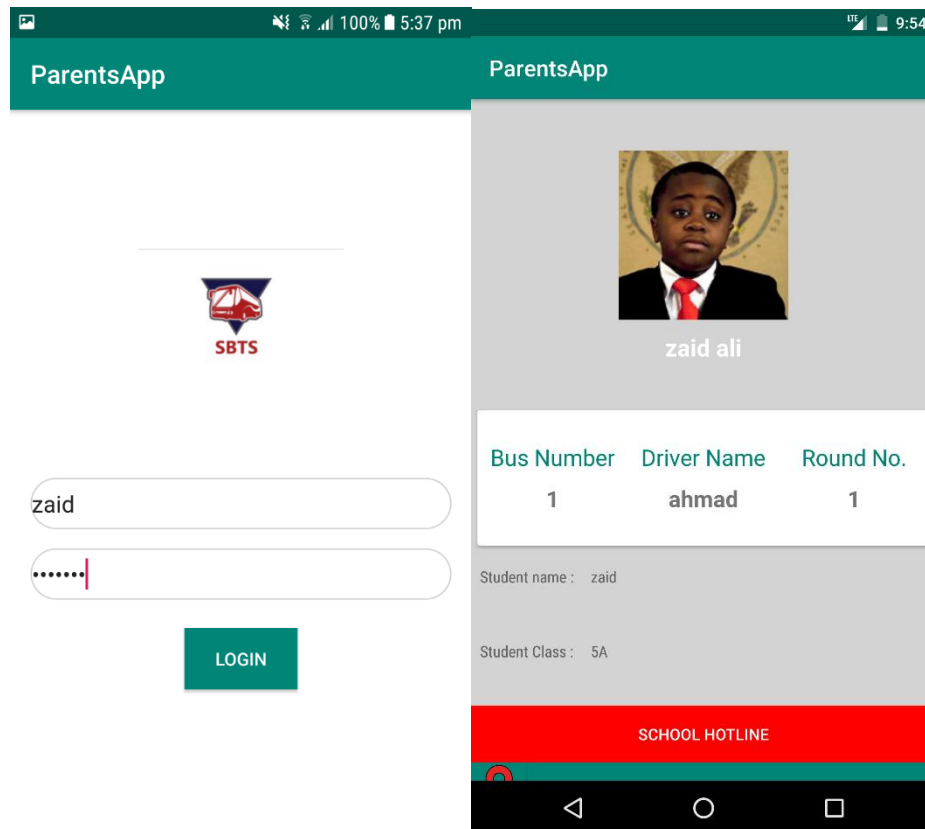 100% 5:37 pm
ParentsApp
SBTS
zaid
•••••••
LOGIN
LTE 9:54
ParentsApp
zaid ali
Bus Number Driver Name Round No.
1 ahmad 1
Student name : zaid
Student Class : 5A
SCHOOL HOTLINE